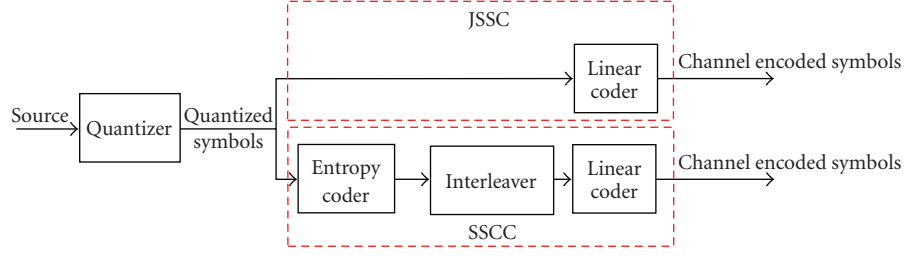 JSSC
Linear
coder
Channel encoded symbols
Source
Quantizer
Quantized
symbols
Entropy
coder
Interleaver
Linear
coder
Channel encoded symbols
SSCC